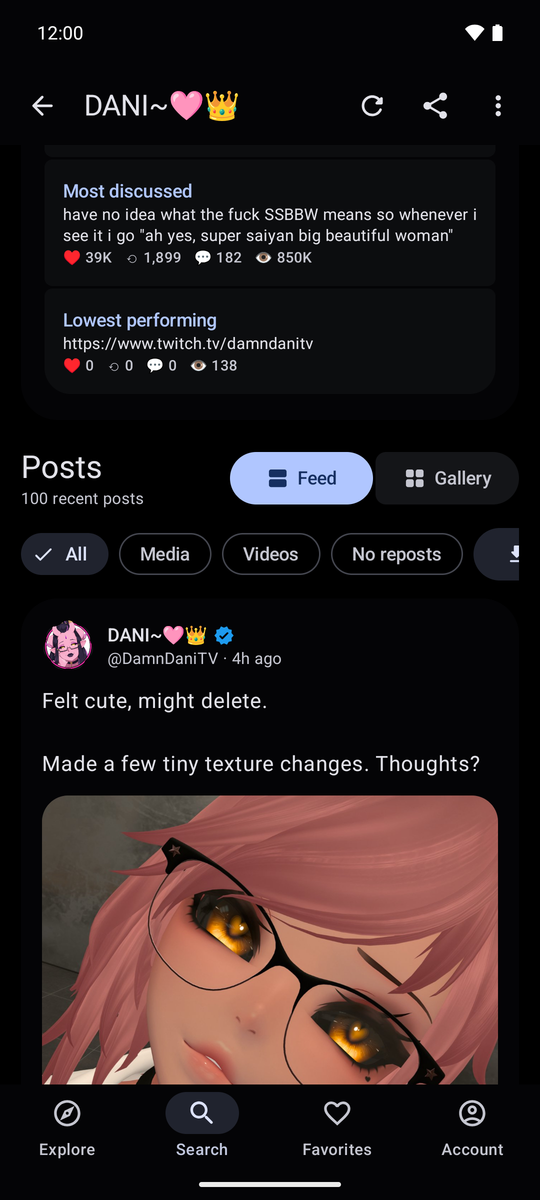 12:00
DANI~🩷👑
Most discussed
have no idea what the fuck SSBBW means so whenever i
see it i go "ah yes, super saiyan big beautiful woman"
❤️ 39K 1,899 💬 182 👁️ 850K
Lowest performing
https://www.twitch.tv/damndanitv
❤️ 0 0 💬 0 👁️ 138
Posts
100 recent posts
Feed
Gallery
All
Media
Videos
No reposts
DANI~🩷👑
@DamnDaniTV · 4h ago
Felt cute, might delete.
Made a few tiny texture changes. Thoughts?
Explore
Search
Favorites
Account